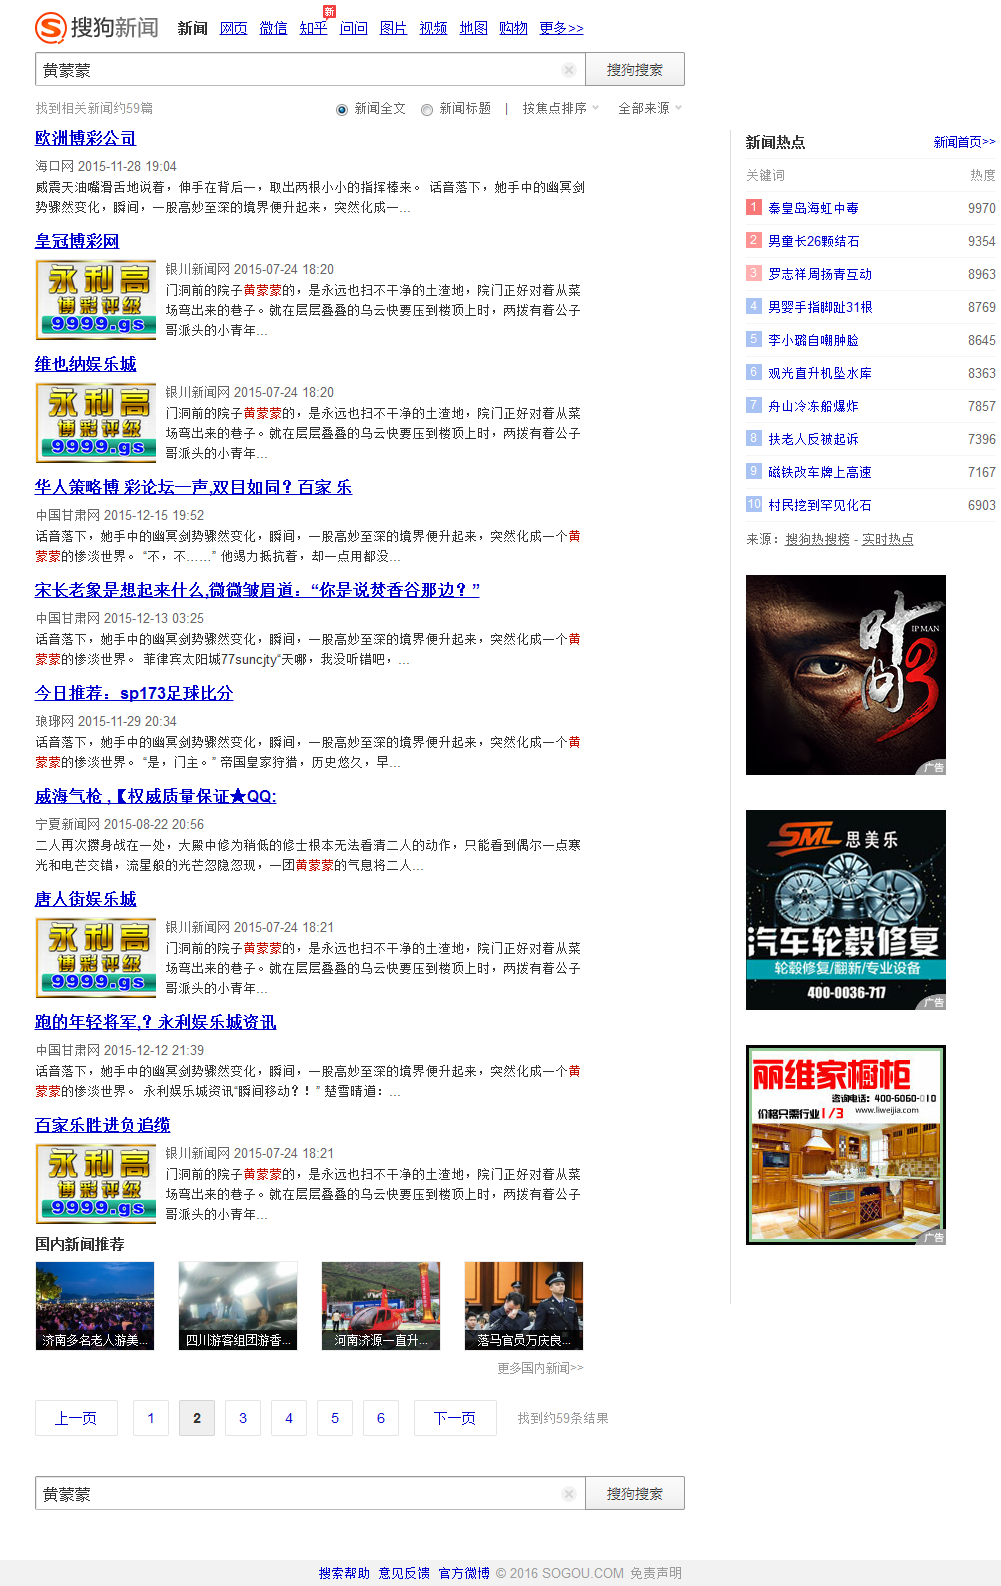 搜狗新闻 新闻 网页 微信 知乎 新 问问 图片 视频 地图 购物 更多>>
黄蒙蒙 搜狗搜索
找到相关新闻约59篇 新闻全文 新闻标题 | 按焦点排序 全部来源
欧洲博彩公司
海口网 2015-11-28 19:04
威震天油嘴滑舌地说着，伸手在背后一，取出两根小小的指挥棒来。 话音落下，她手中的幽冥剑
势骤然变化，瞬间，一股高妙至深的境界便升起来，突然化成一...
皇冠博彩网
永利高
博彩评级
9999.gs
银川新闻网 2015-07-24 18:20
门洞前的院子黄蒙蒙的，是永远也扫不干净的土渣地，院门正好对着从菜
场弯出来的巷子。就在层层叠叠的乌云快要压到楼顶上时，两拨有着公子
哥派头的小青年...
维也纳娱乐城
永利高
博彩评级
9999.gs
银川新闻网 2015-07-24 18:20
门洞前的院子黄蒙蒙的，是永远也扫不干净的土渣地，院门正好对着从菜
场弯出来的巷子。就在层层叠叠的乌云快要压到楼顶上时，两拨有着公子
哥派头的小青年...
华人策略博 彩论坛一声,双目如同？百家 乐
中国甘肃网 2015-12-15 19:52
话音落下，她手中的幽冥剑势骤然变化，瞬间，一股高妙至深的境界便升起来，突然化成一个黄
蒙蒙的惨淡世界。 “不，不……” 他竭力抵抗着，却一点用都没...
宋长老象是想起来什么,微微皱眉道：“你是说焚香谷那边？”
中国甘肃网 2015-12-13 03:25
话音落下，她手中的幽冥剑势骤然变化，瞬间，一股高妙至深的境界便升起来，突然化成一个黄
蒙蒙的惨淡世界。 菲律宾太阳城77suncjty“天哪，我没听错吧，...
今日推荐：sp173足球比分
琅琊网 2015-11-29 20:34
话音落下，她手中的幽冥剑势骤然变化，瞬间，一股高妙至深的境界便升起来，突然化成一个黄
蒙蒙的惨淡世界。 “是，门主。” 帝国皇家狩猎，历史悠久，早...
威海气枪，【权威质量保证★QQ:
宁夏新闻网 2015-08-22 20:56
二人再次攒身战在一处，大殿中修为稍低的修士根本无法看清二人的动作，只能看到偶尔一点寒
光和电芒交错，流星般的光芒忽隐忽现，一团黄蒙蒙的气息将二人...
唐人街娱乐城
永利高
博彩评级
9999.gs
银川新闻网 2015-07-24 18:21
门洞前的院子黄蒙蒙的，是永远也扫不干净的土渣地，院门正好对着从菜
场弯出来的巷子。就在层层叠叠的乌云快要压到楼顶上时，两拨有着公子
哥派头的小青年...
跑的年轻将军,？永利娱乐城资讯
中国甘肃网 2015-12-12 21:39
话音落下，她手中的幽冥剑势骤然变化，瞬间，一股高妙至深的境界便升起来，突然化成一个黄
蒙蒙的惨淡世界。 永利娱乐城资讯“瞬间移动？！” 楚雪晴道：...
百家乐胜进负追缆
永利高
博彩评级
9999.gs
银川新闻网 2015-07-24 18:21
门洞前的院子黄蒙蒙的，是永远也扫不干净的土渣地，院门正好对着从菜
场弯出来的巷子。就在层层叠叠的乌云快要压到楼顶上时，两拨有着公子
哥派头的小青年...
国内新闻推荐
济南多名老人游美... 四川游客组团游香... 河南济源一直升... 落马官员万庆良...
更多国内新闻>>
上一页 1 2 3 4 5 6 下一页 找到约59条结果
黄蒙蒙 搜狗搜索
新闻热点 新闻首页>>
关键词 热度
1 秦皇岛海虹中毒 9970
2 男童长26颗结石 9354
3 罗志祥周扬青互动 8963
4 男婴手指脚趾31根 8769
5 李小璐自嘲肿脸 8645
6 观光直升机坠水库 8363
7 舟山冷冻船爆炸 7857
8 扶老人反被起诉 7396
9 磁铁改车牌上高速 7167
10 村民挖到罕见化石 6903
来源：搜狗热搜榜 - 实时热点
叶问3
IP MAN
广告
SML 思美乐
汽车轮毂修复
轮毂修复/翻新/专业设备
400-0036-717
广告
丽维家橱柜
咨询电话：400-6060-010
价格只需行业1/3 www.liweijia.com
广告
搜索帮助 意见反馈 官方微博 © 2016 SOGOU.COM 免责声明